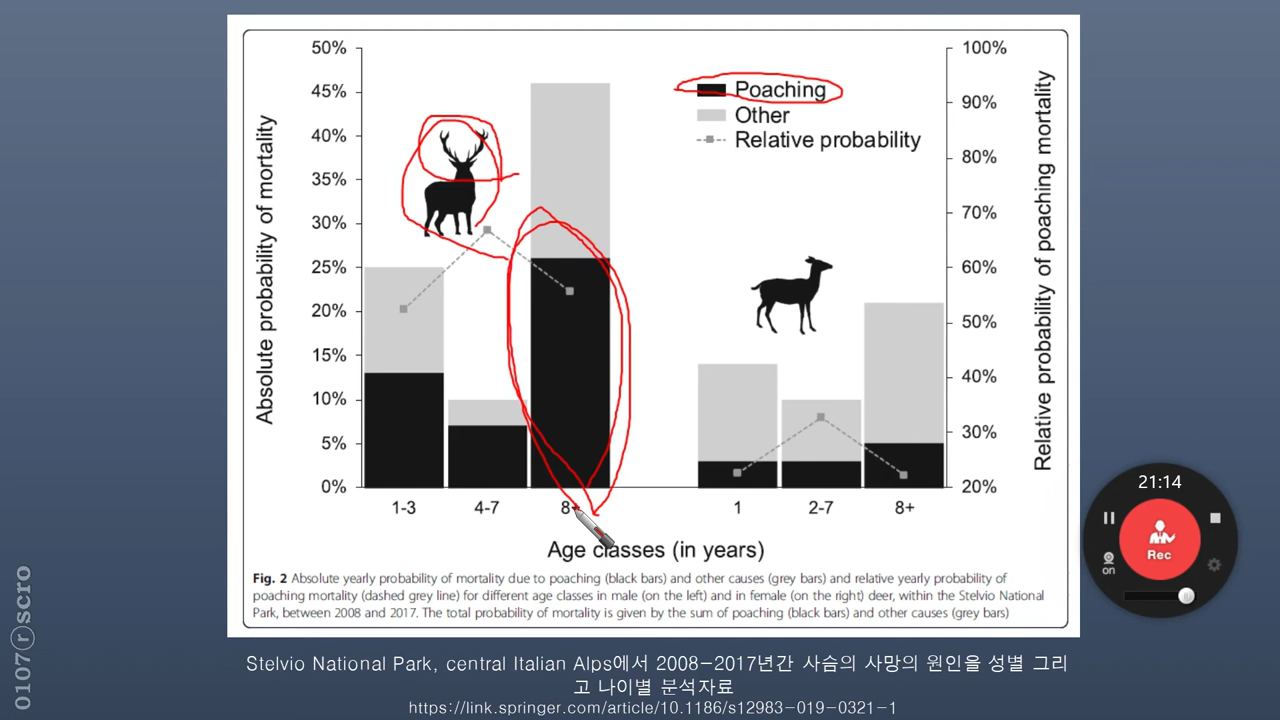 50%
45%
40%
35%
30%
25%
20%
15%
10%
5%
0%
Absolute probability of mortality
Poaching
Other
Relative probability
100%
90%
80%
70%
60%
50%
40%
30%
20%
Relative probability of poaching mortality
1-3
4-7
8
1
2-7
8+
Age classes (in years)
Fig. 2 Absolute yearly probability of mortality due to poaching (black bars) and other causes (grey bars) and relative yearly probability of
poaching mortality (dashed grey line) for different age classes in male (on the left) and in female (on the right) deer, within the Stelvio National
Park, between 2008 and 2017. The total probability of mortality is given by the sum of poaching (black bars) and other causes (grey bars)
21:14
Rec
on
0107ⓡscro
Stelvio National Park, central Italian Alps에서 2008-2017년간 사슴의 사망의 원인을 성별 그리
고 나이별 분석자료
https://link.springer.com/article/10.1186/s12983-019-0321-1